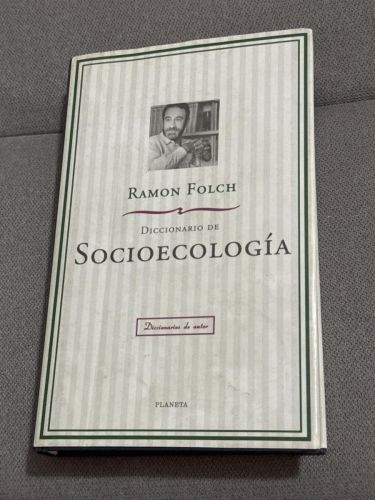 RAMON FOLCH
DICCIONARIO DE
SOCIOECOLOGÍA
Diccionarios de autor
PLANETA